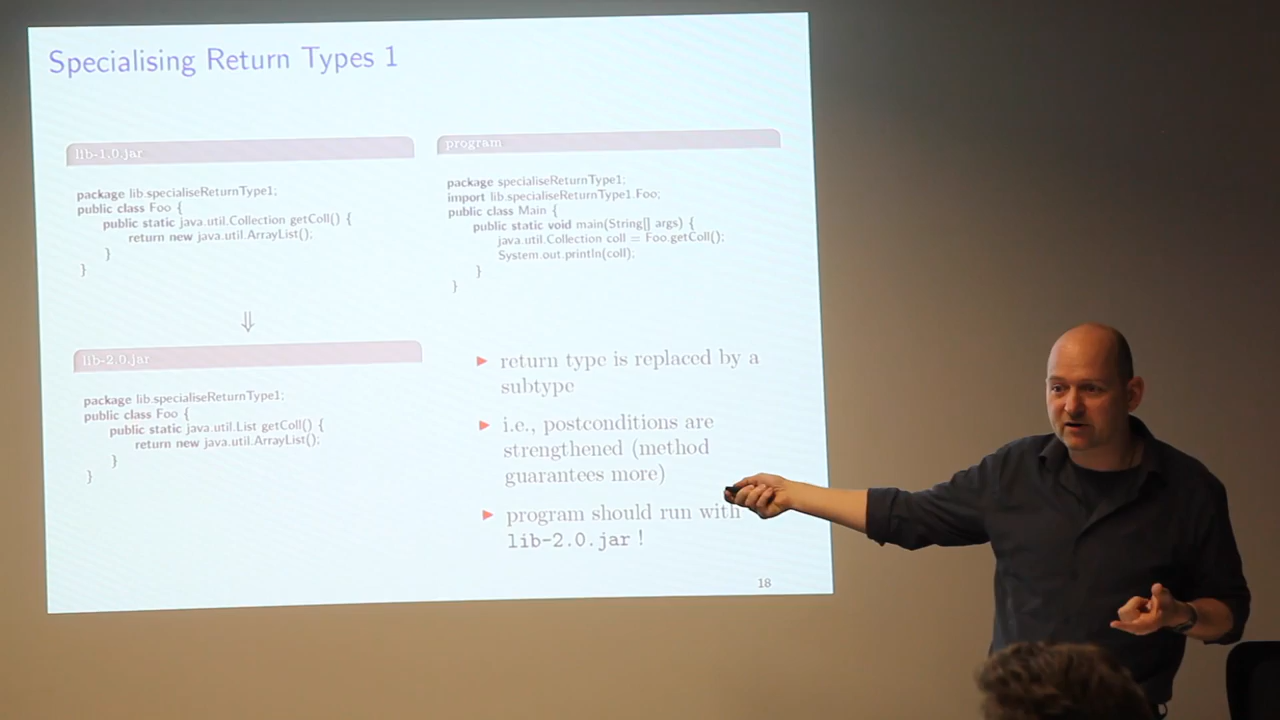 Specialising Return Types 1
lib-1.0.jar
package lib.specialiseReturnType1;
public class Foo {
public static java.util.Collection getColl() {
return new java.util.ArrayList();
}
}
⇓
lib-2.0.jar
package lib.specialiseReturnType1;
public class Foo {
public static java.util.List getColl() {
return new java.util.ArrayList();
}
}
program
package specialiseReturnType1;
import lib.specialiseReturnType1.Foo;
public class Main {
public static void main(String[] args) {
java.util.Collection coll = Foo.getColl();
System.out.println(coll);
}
}
▶ return type is replaced by a
subtype
▶ i.e., postconditions are
strengthened (method
guarantees more)
▶ program should run with
lib-2.0.jar !
18